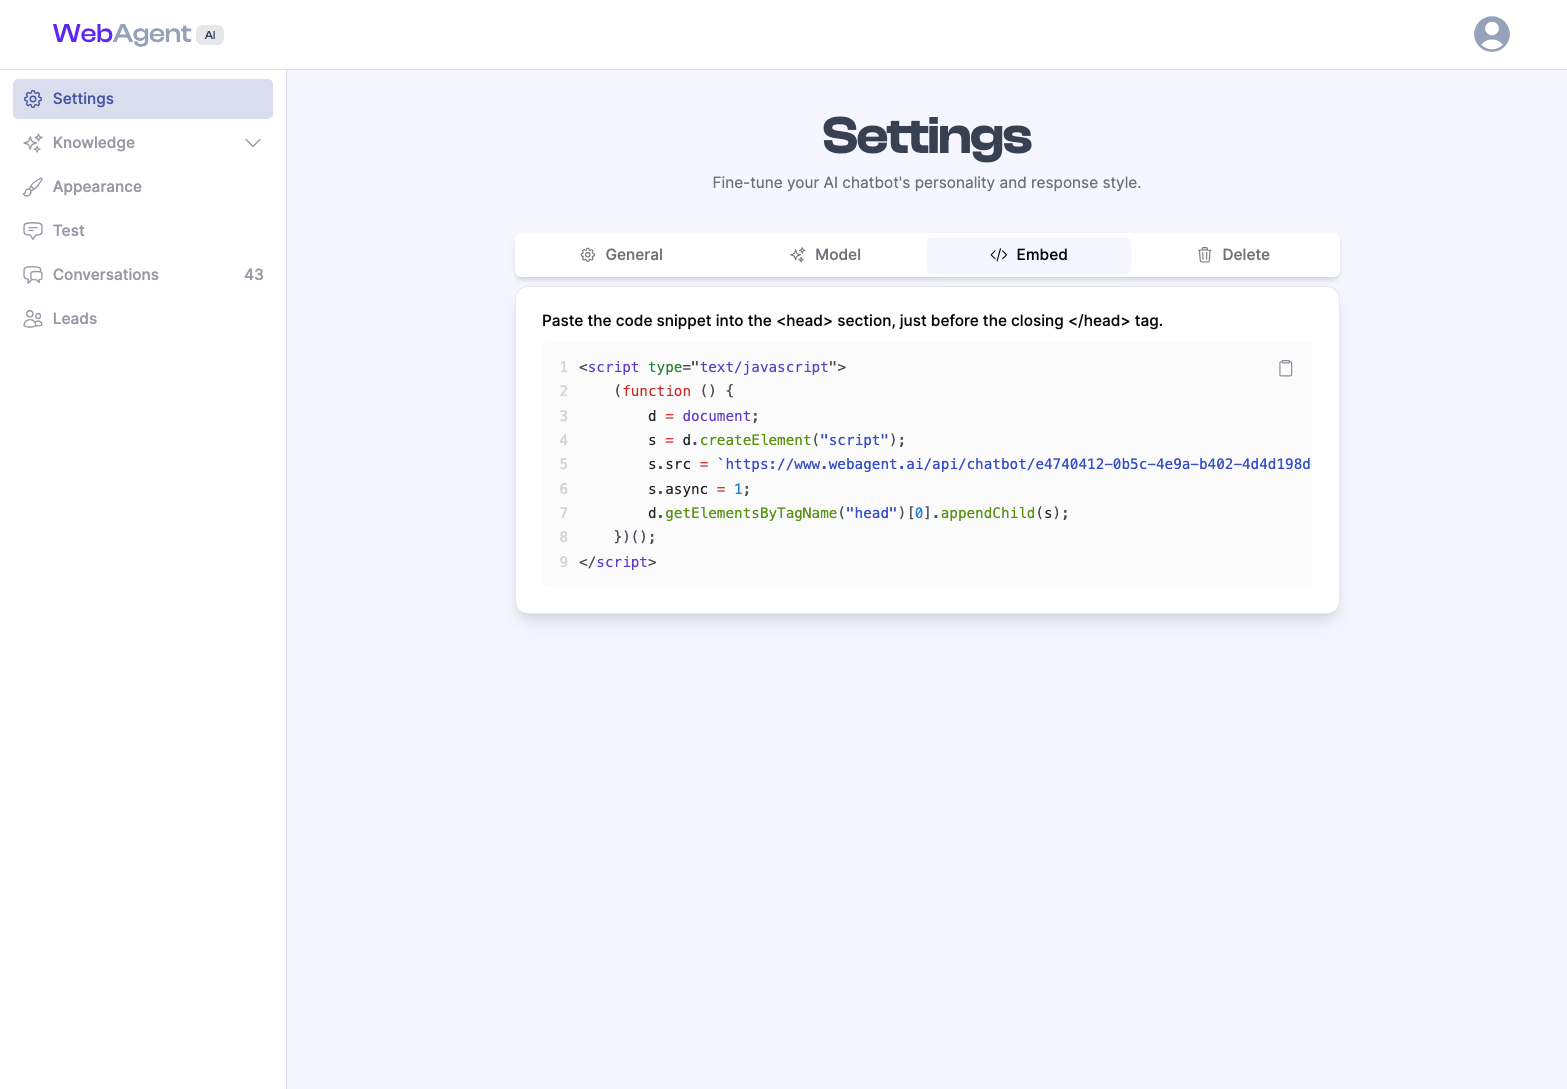 WebAgent AI
Settings
Knowledge
Appearance
Test
Conversations 43
Leads
Settings
Fine-tune your AI chatbot's personality and response style.
General Model Embed Delete
Paste the code snippet into the <head> section, just before the closing </head> tag.
1 <script type="text/javascript">
2     (function () {
3         d = document;
4         s = d.createElement("script");
5         s.src = `https://www.webagent.ai/api/chatbot/e4740412-0b5c-4e9a-b402-4d4d198d
6         s.async = 1;
7         d.getElementsByTagName("head")[0].appendChild(s);
8     })();
9 </script>